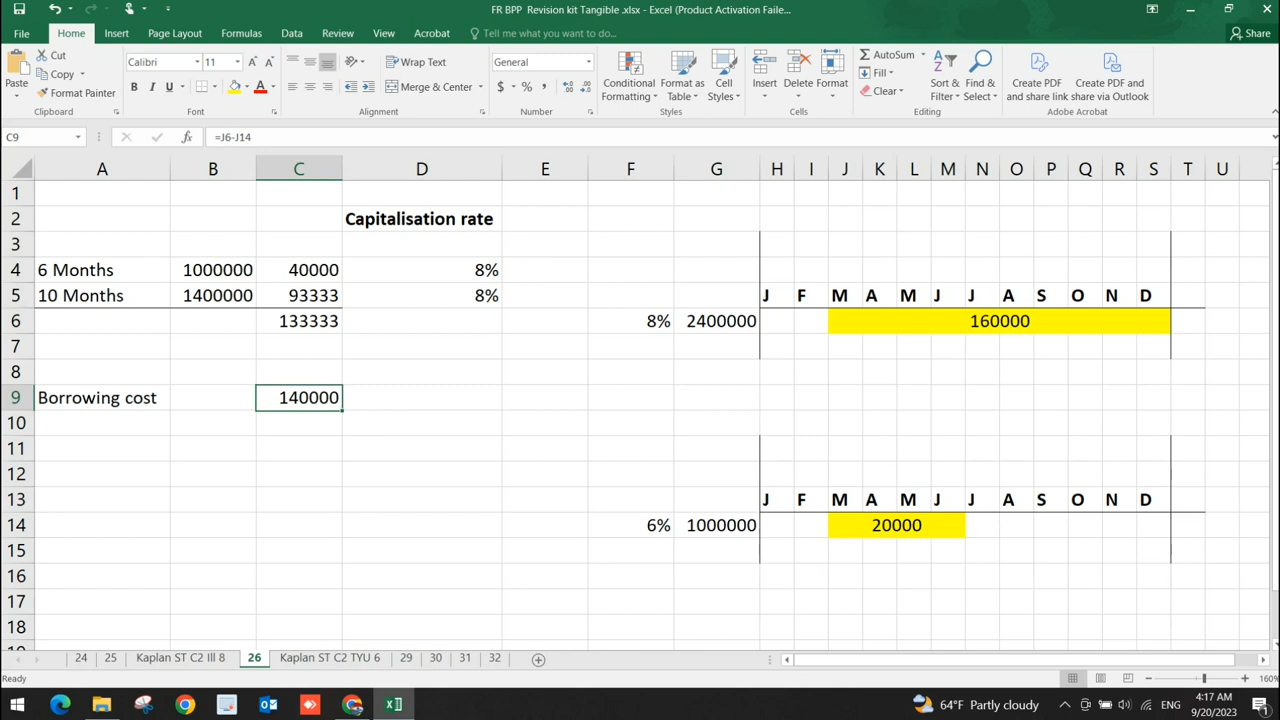 FR BPP Revision kit Tangible .xlsx - Excel (Product Activation Faile...
File Home Insert Page Layout Formulas Data Review View Acrobat Tell me what you want to do... Share
Cut
Copy
Format Painter
Paste
Calibri 11
B I U
Wrap Text
Merge & Center
General
$ % ,
Conditional Formatting
Format as Table
Cell Styles
Insert Delete Format
AutoSum
Fill
Clear
Sort & Filter
Find & Select
Create PDF and share link
Create PDF and share via Outlook
Clipboard Font Alignment Number Styles Cells Editing Adobe Acrobat
C9 fx =J6-J14
A B C D E F G H I J K L M N O P Q R S T U
1
2 Capitalisation rate
3
4 6 Months 1000000 40000 8%
5 10 Months 1400000 93333 8% J F M A M J J A S O N D
6 133333 8% 2400000 160000
7
8
9 Borrowing cost 140000
10
11
12
13 J F M A M J J A S O N D
14 6% 1000000 20000
15
16
17
18
24 25 Kaplan ST C2 Ill 8 26 Kaplan ST C2 TYU 6 29 30 31 32
Ready 160%
64°F Partly cloudy ENG 4:17 AM
9/20/2023